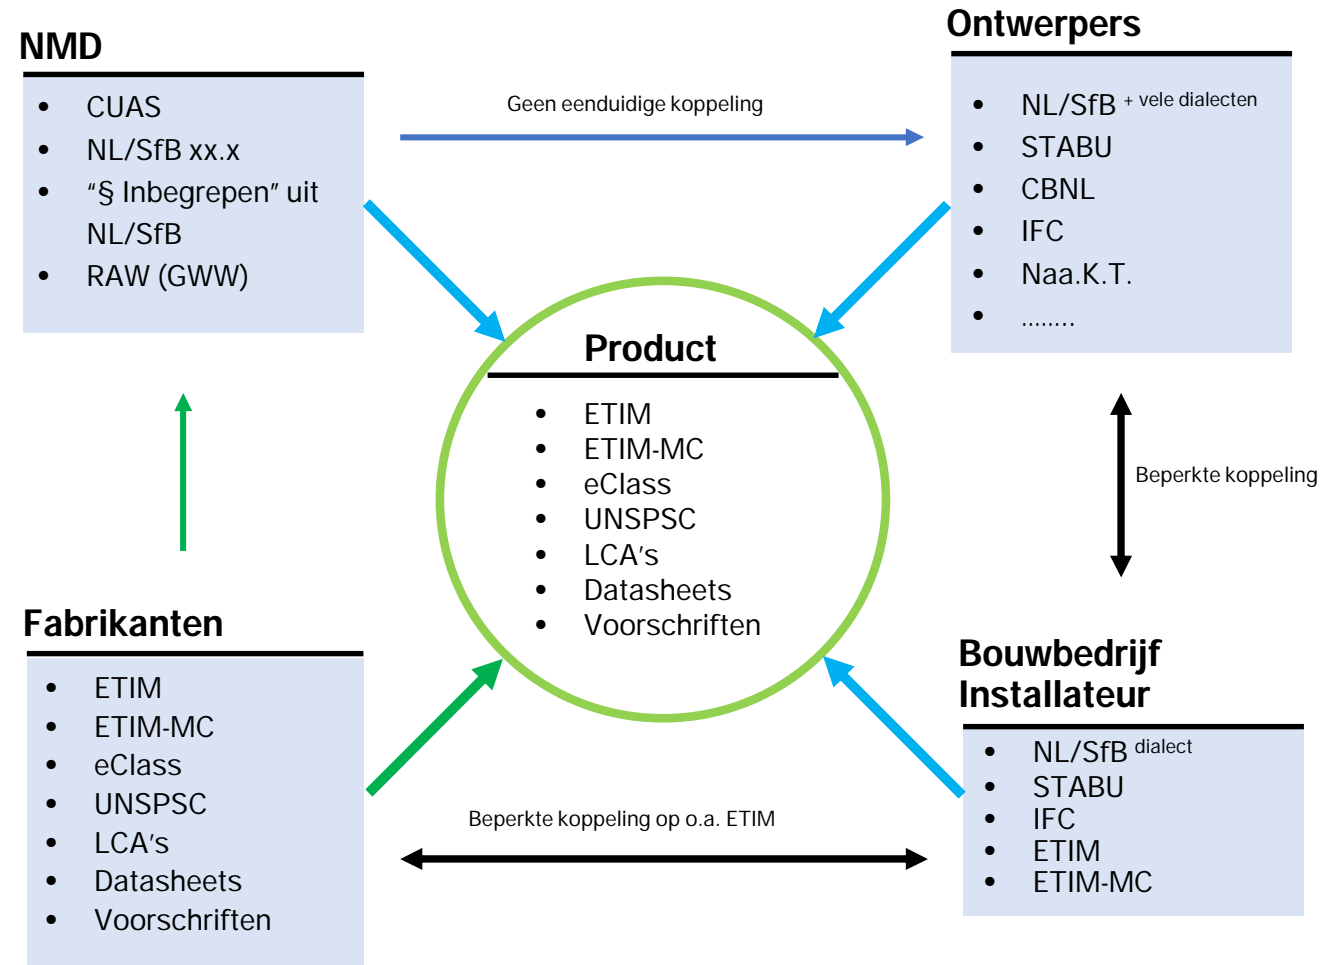 NMD
• CUAS
• NL/SfB xx.x
• “§ Inbegrepen” uit
NL/SfB
• RAW (GWW)
Geen eenduidige koppeling
Ontwerpers
• NL/SfB + vele dialecten
• STABU
• CBNL
• IFC
• Naa.K.T.
• ........
Product
• ETIM
• ETIM-MC
• eClass
• UNSPSC
• LCA’s
• Datasheets
• Voorschriften
Beperkte koppeling
Fabrikanten
• ETIM
• ETIM-MC
• eClass
• UNSPSC
• LCA’s
• Datasheets
• Voorschriften
Beperkte koppeling op o.a. ETIM
Bouwbedrijf
Installateur
• NL/SfB dialect
• STABU
• IFC
• ETIM
• ETIM-MC